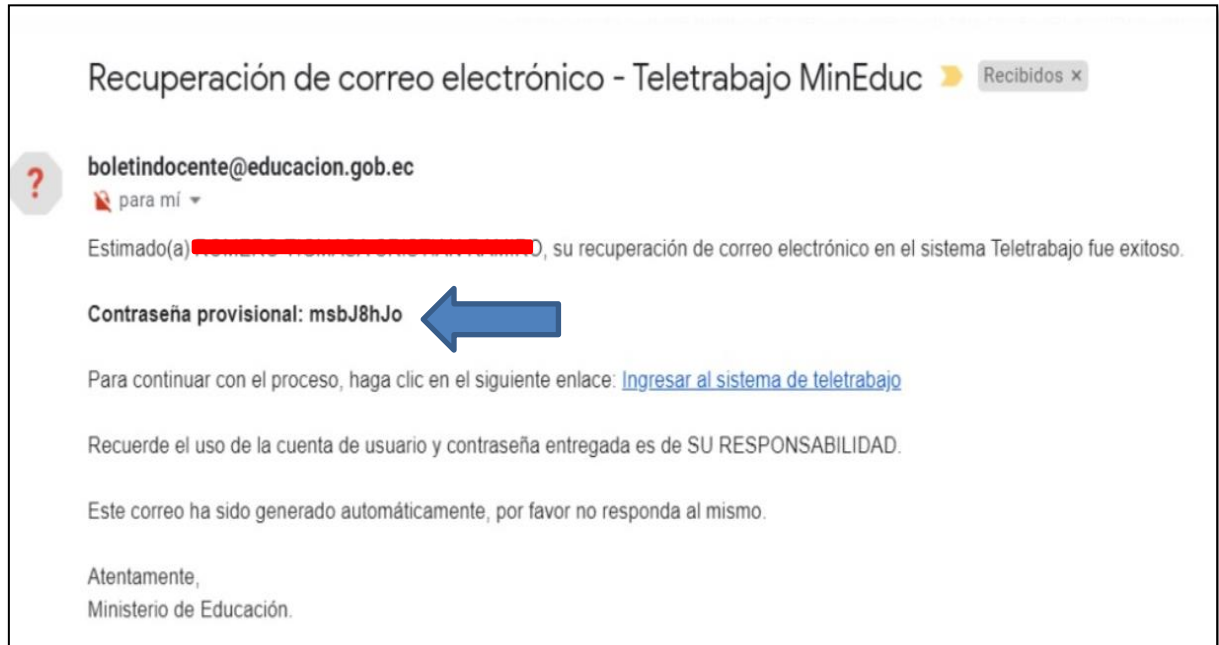 Recuperación de correo electrónico - Teletrabajo MinEduc Recibidos ×
boletindocente@educacion.gob.ec
para mí
Estimado(a) , su recuperación de correo electrónico en el sistema Teletrabajo fue exitoso.
Contraseña provisional: msbJ8hJo
Para continuar con el proceso, haga clic en el siguiente enlace: Ingresar al sistema de teletrabajo
Recuerde el uso de la cuenta de usuario y contraseña entregada es de SU RESPONSABILIDAD.
Este correo ha sido generado automáticamente, por favor no responda al mismo.
Atentamente,
Ministerio de Educación.